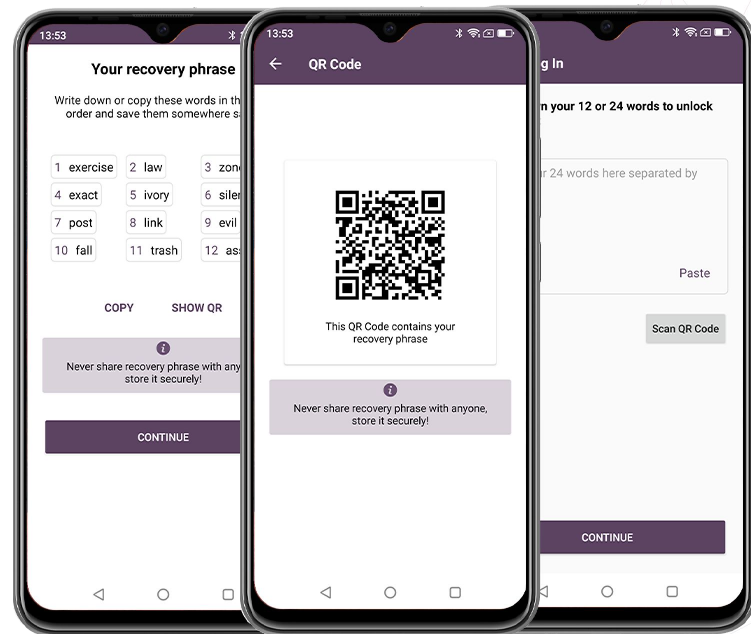 13:53
Your recovery phrase
Write down or copy these words in th
order and save them somewhere s
1 exercise
2 law
3 zon
4 exact
5 ivory
6 siler
7 post
8 link
9 evil
10 fall
11 trash
12 as
COPY
SHOW QR
Never share recovery phrase with any
store it securely!
CONTINUE
13:53
QR Code
This QR Code contains your
recovery phrase
Never share recovery phrase with anyone,
store it securely!
g In
n your 12 or 24 words to unlock
r 24 words here separated by
Paste
Scan QR Code
CONTINUE